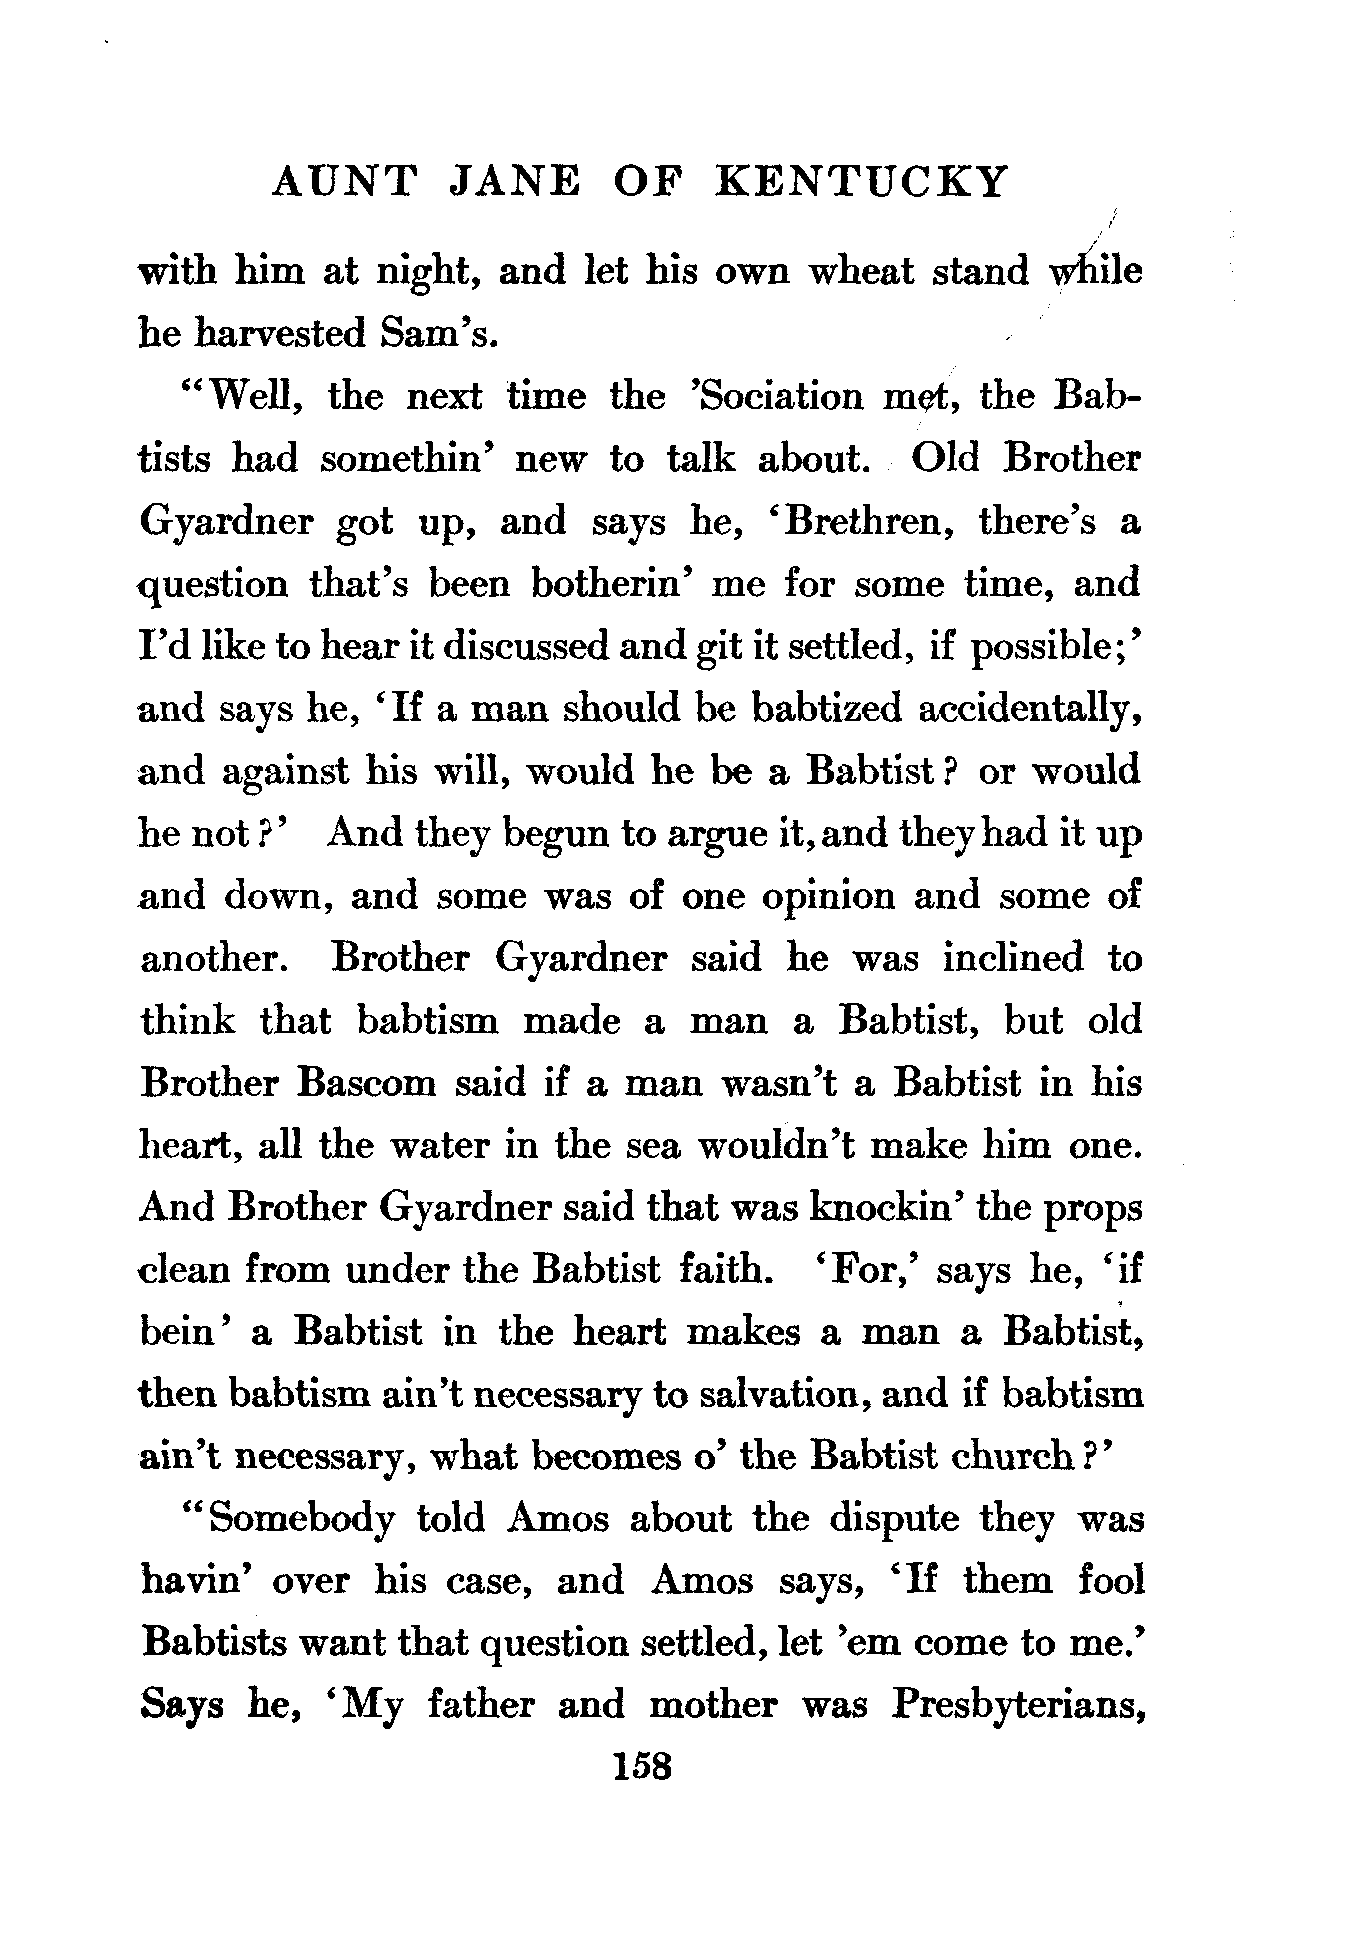 AUNT JANE OF KENTUCKY
with him at night, and let his own wheat stand while
he harvested Sam's.
"Well, the next time the 'Sociation met, the Bab-
tists had somethin' new to talk about. Old Brother
Gyardner got up, and says he, 'Brethren, there's a
question that's been botherin' me for some time, and
I'd like to hear it discussed and git it settled, if possible;'
and says he, 'If a man should be babtized accidentally,
and against his will, would he be a Babtist? or would
he not?' And they begun to argue it, and they had it up
and down, and some was of one opinion and some of
another. Brother Gyardner said he was inclined to
think that babtism made a man a Babtist, but old
Brother Bascom said if a man wasn't a Babtist in his
heart, all the water in the sea wouldn't make him one.
And Brother Gyardner said that was knockin' the props
clean from under the Babtist faith. 'For,' says he, 'if
bein' a Babtist in the heart makes a man a Babtist,
then babtism ain't necessary to salvation, and if babtism
ain't necessary, what becomes o' the Babtist church?'
"Somebody told Amos about the dispute they was
havin' over his case, and Amos says, 'If them fool
Babtists want that question settled, let 'em come to me.'
Says he, 'My father and mother was Presbyterians,
158